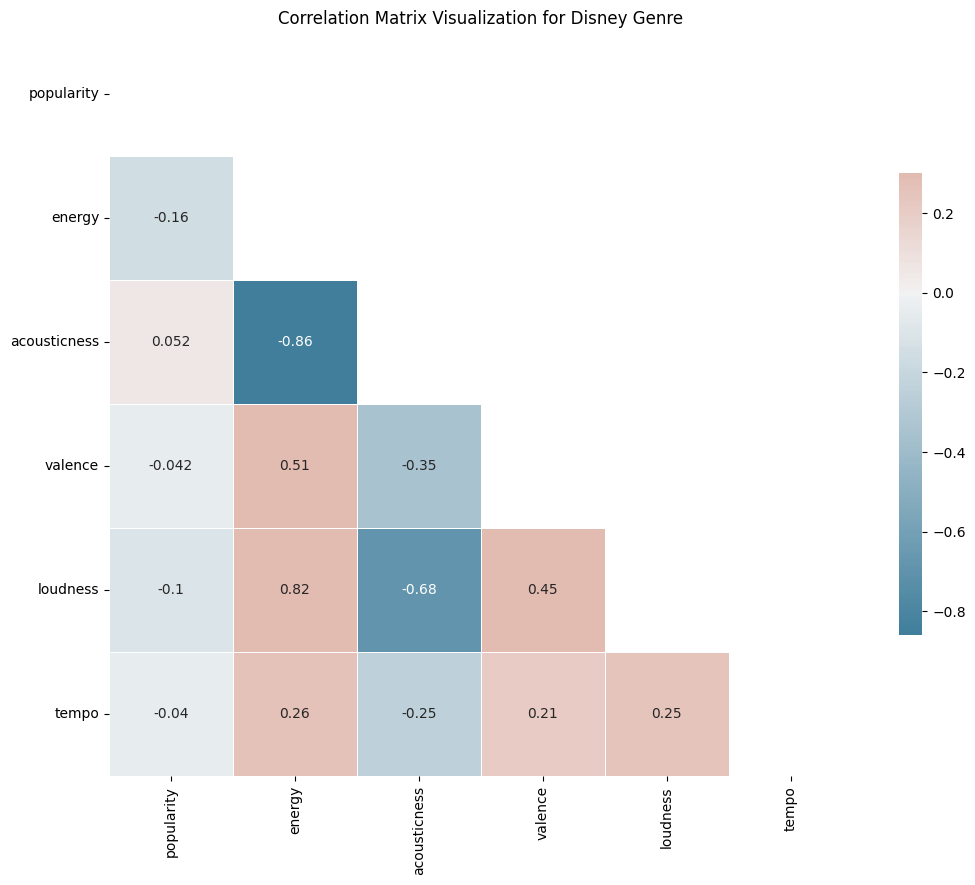 Correlation Matrix Visualization for Disney Genre
popularity
energy
-0.16
acousticness
0.052 -0.86
valence
-0.042 0.51 -0.35
loudness
-0.1 0.82 -0.68 0.45
tempo
-0.04 0.26 -0.25 0.21 0.25
popularity energy acousticness valence loudness tempo
0.2
0.0
−0.2
−0.4
−0.6
−0.8